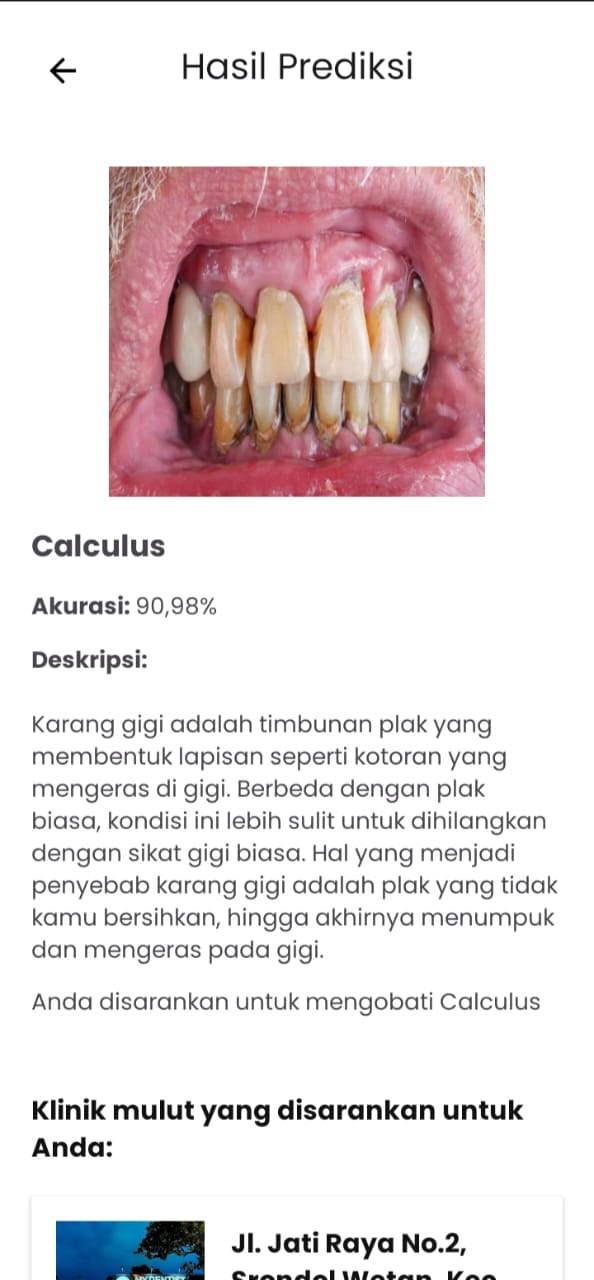 Hasil Prediksi
Calculus
Akurasi: 90,98%
Deskripsi:
Karang gigi adalah timbunan plak yang
membentuk lapisan seperti kotoran yang
mengeras di gigi. Berbeda dengan plak
biasa, kondisi ini lebih sulit untuk dihilangkan
dengan sikat gigi biasa. Hal yang menjadi
penyebab karang gigi adalah plak yang tidak
kamu bersihkan, hingga akhirnya menumpuk
dan mengeras pada gigi.
Anda disarankan untuk mengobati Calculus
Klinik mulut yang disarankan untuk
Anda:
Jl. Jati Raya No.2,